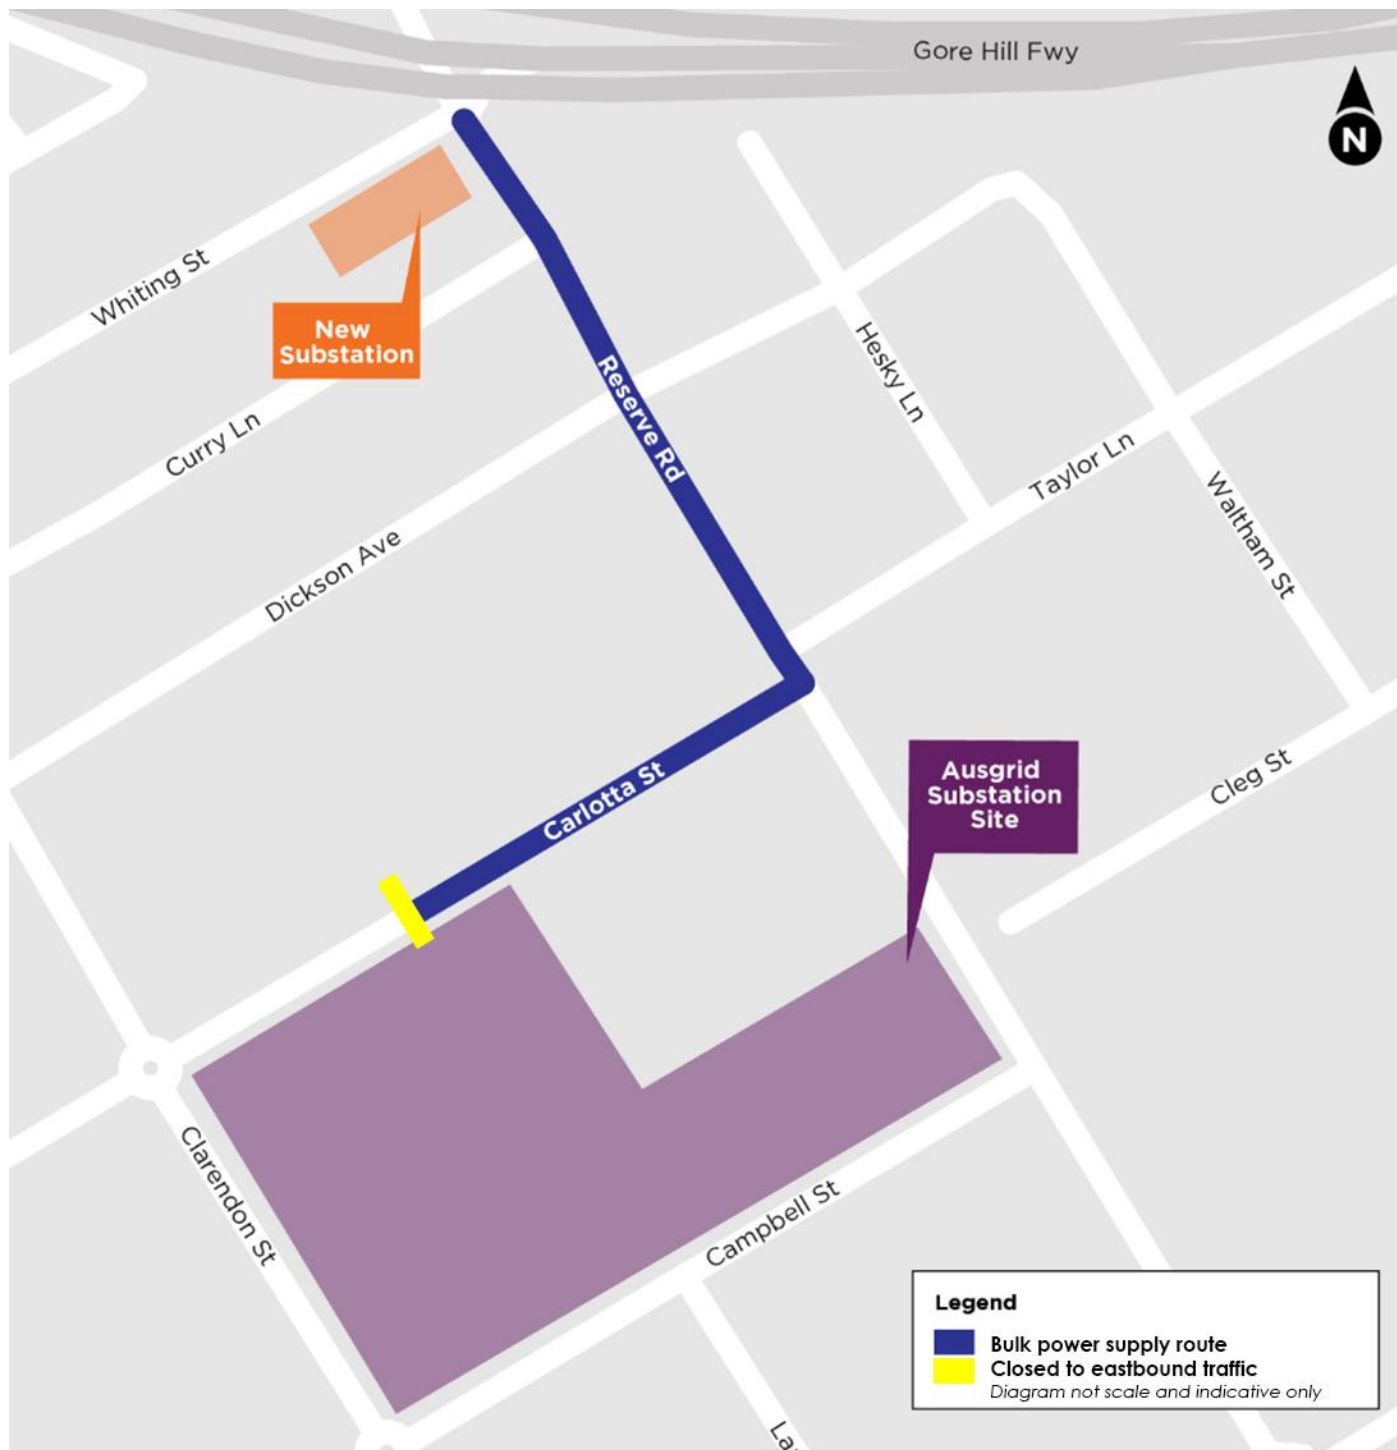 Gore Hill Fwy
N
Whiting St
New
Substation
Curry Ln
Reserve Rd
Hesky Ln
Taylor Ln
Waltham St
Dickson Ave
Carlotta St
Ausgrid
Substation
Site
Cleg St
Clarendon St
Campbell St
Legend
Bulk power supply route
Closed to eastbound traffic
Diagram not scale and indicative only